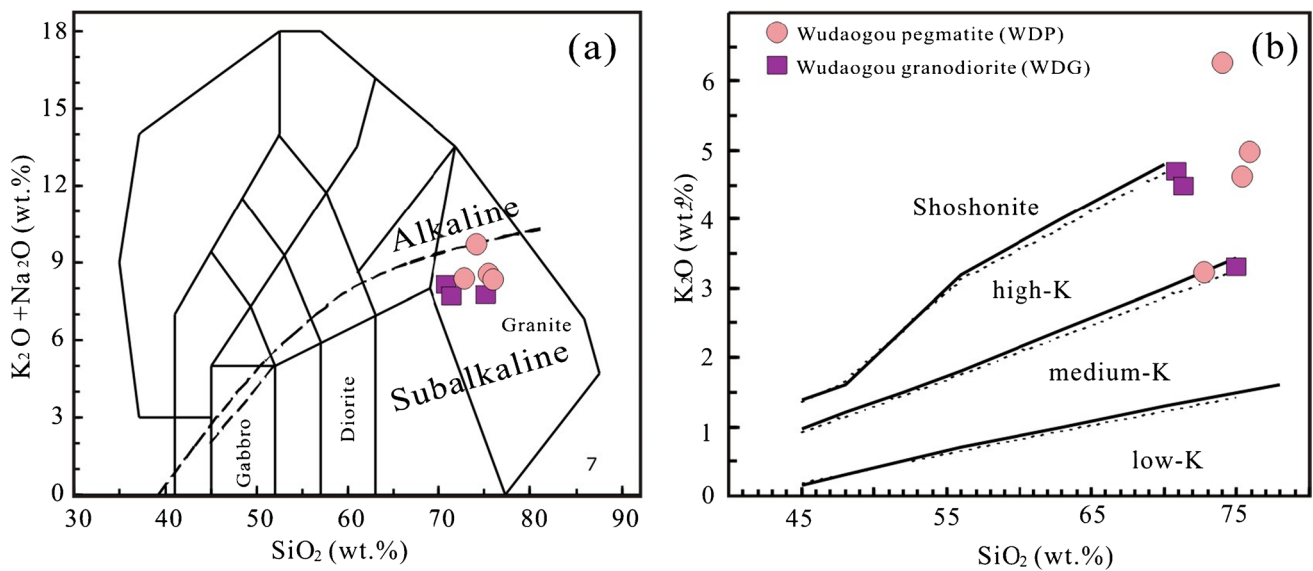 (a)
18
15
12
9
6
3
0
30 40 50 60 70 80 90
K₂O+Na₂O (wt.%)
SiO₂ (wt.%)
Alkaline
Subalkaline
Granite
Diorite
Gabbro
7
(b)
Wudaogou pegmatite (WDP)
Wudaogou granodiorite (WDG)
6
5
4
3
2
1
0
45 55 65 75
K₂O (wt.%)
SiO₂ (wt.%)
Shoshonite
high-K
medium-K
low-K